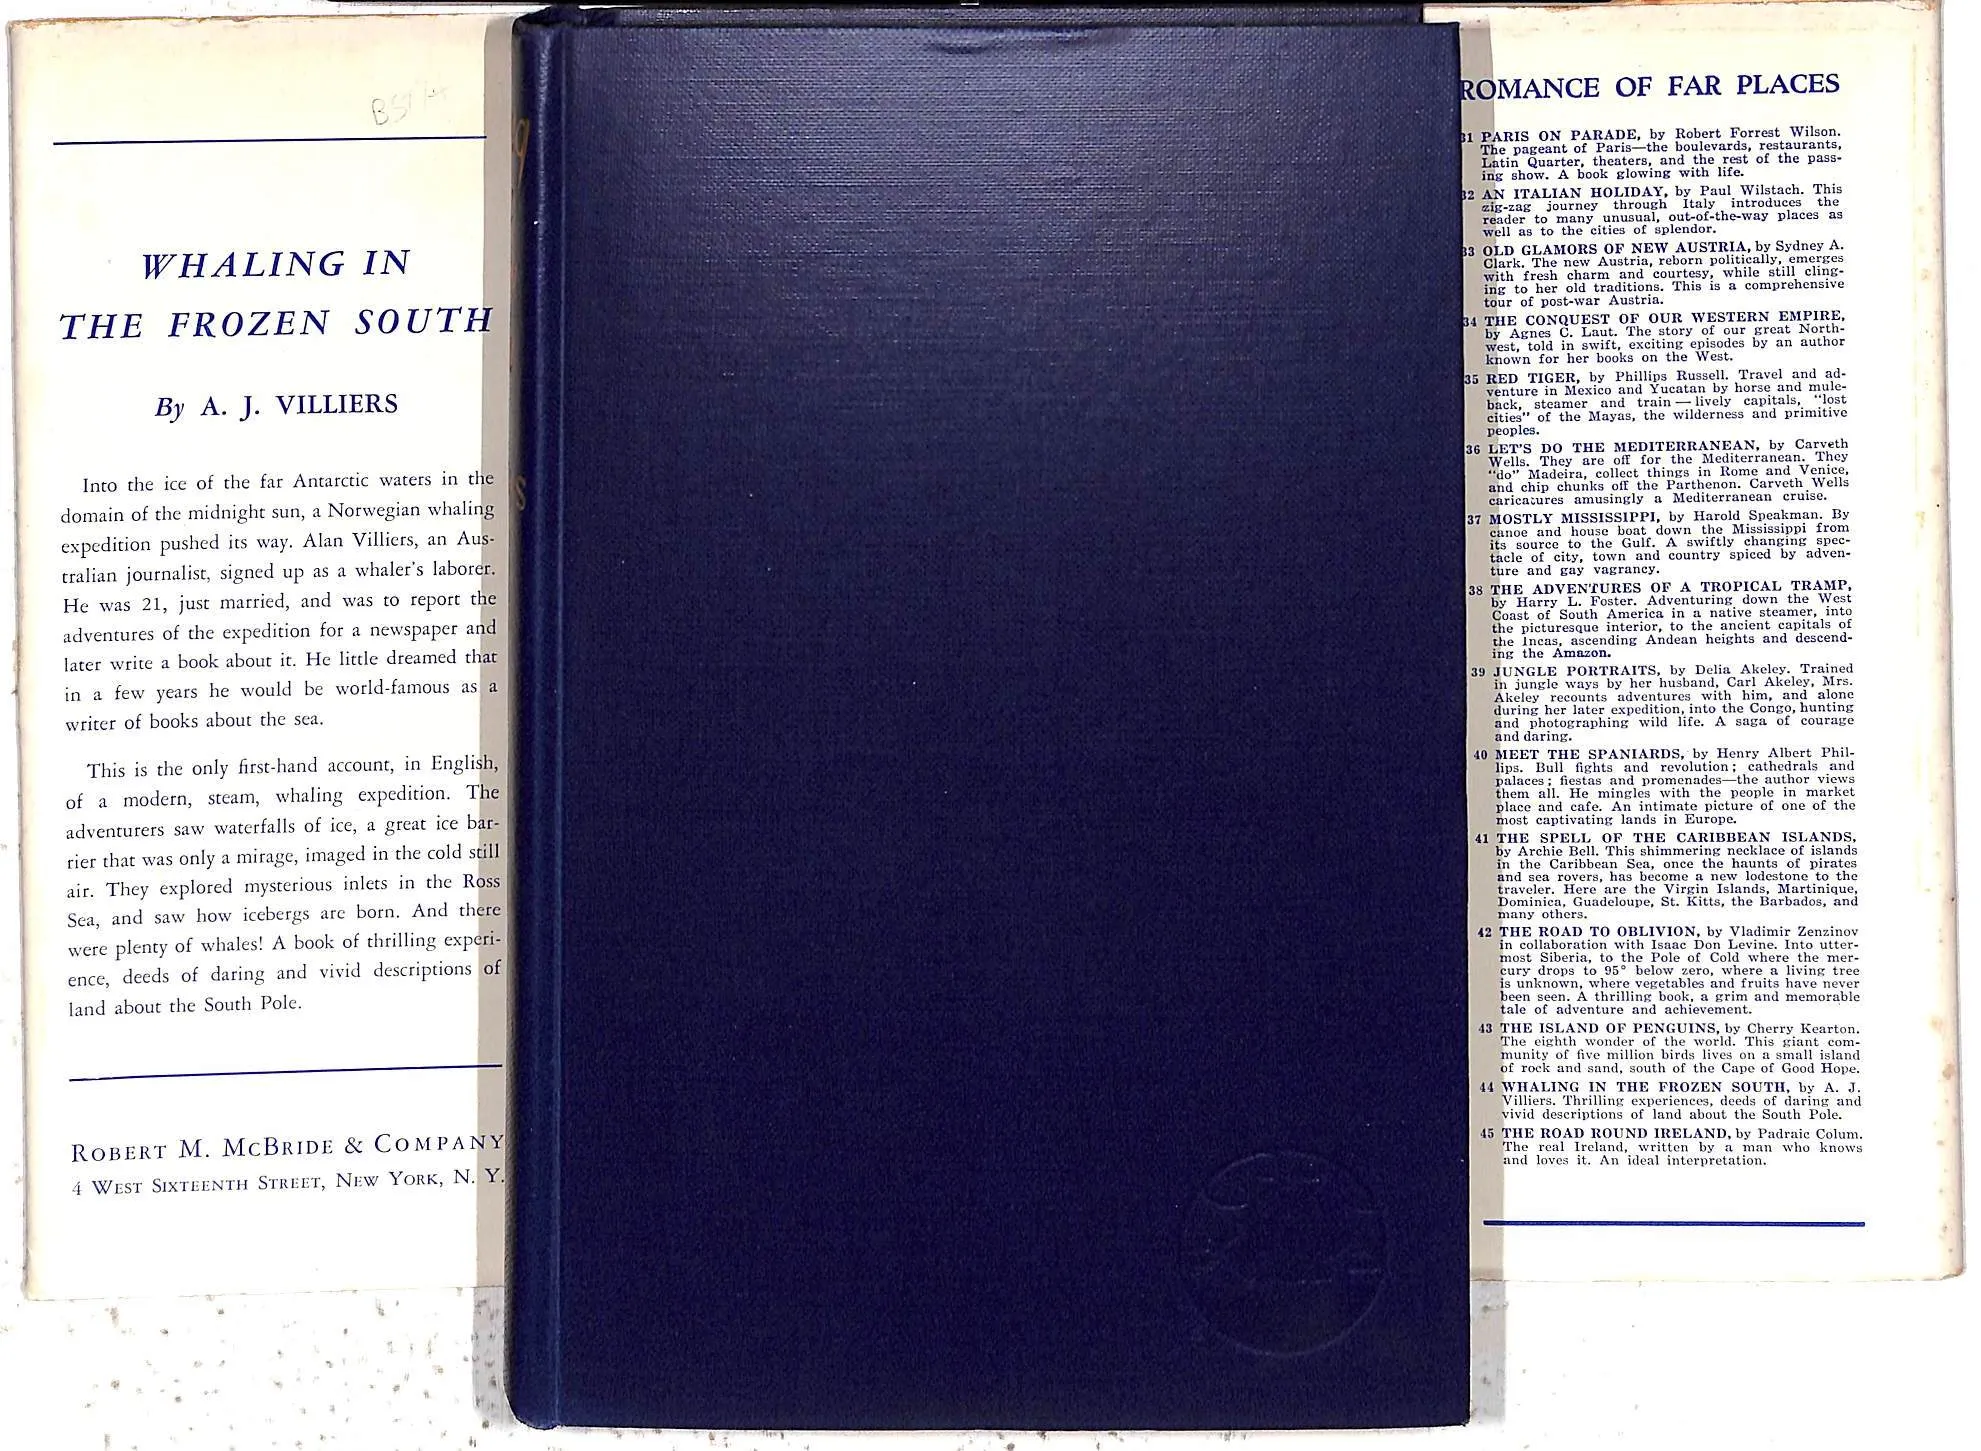 WHALING IN
THE FROZEN SOUTH
By A. J. VILLIERS
Into the ice of the far Antarctic waters in the
domain of the midnight sun, a Norwegian whaling
expedition pushed its way. Alan Villiers, an Aus-
tralian journalist, signed up as a whaler's laborer.
He was 21, just married, and was to report the
adventures of the expedition for a newspaper and
later write a book about it. He little dreamed that
in a few years he would be world-famous as a
writer of books about the sea.
This is the only first-hand account, in English,
of a modern, steam, whaling expedition. The
adventurers saw waterfalls of ice, a great ice bar-
rier that was only a mirage, imaged in the cold still
air. They explored mysterious inlets in the Ross
Sea, and saw how icebergs are born. And there
were plenty of whales! A book of thrilling experi-
ence, deeds of daring and vivid descriptions of
land about the South Pole.
ROBERT M. MCBRIDE & COMPANY
4 WEST SIXTEENTH STREET, NEW YORK, N. Y.
g
s
ROMANCE OF FAR PLACES
31 PARIS ON PARADE, by Robert Forrest Wilson.
The pageant of Paris—the boulevards, restaurants,
Latin Quarter, theaters, and the rest of the pass-
ing show. A book glowing with life.
32 AN ITALIAN HOLIDAY, by Paul Wilstach. This
zig-zag journey through Italy introduces the
reader to many unusual, out-of-the-way places as
well as to the cities of splendor.
33 OLD GLAMORS OF NEW AUSTRIA, by Sydney A.
Clark. The new Austria, reborn politically, emerges
with fresh charm and courtesy, while still cling-
ing to her old traditions. This is a comprehensive
tour of post-war Austria.
34 THE CONQUEST OF OUR WESTERN EMPIRE,
by Agnes C. Laut. The story of our great North-
west, told in swift, exciting episodes by an author
known for her books on the West.
35 RED TIGER, by Phillips Russell. Travel and ad-
venture in Mexico and Yucatan by horse and mule-
back, steamer and train — lively capitals, "lost
cities" of the Mayas, the wilderness and primitive
peoples.
36 LET'S DO THE MEDITERRANEAN, by Carveth
Wells. They are off for the Mediterranean. They
"do" Madeira, collect things in Rome and Venice,
and chip chunks off the Parthenon. Carveth Wells
caricatures amusingly a Mediterranean cruise.
37 MOSTLY MISSISSIPPI, by Harold Speakman. By
canoe and house boat down the Mississippi from
its source to the Gulf. A swiftly changing spec-
tacle of city, town and country spiced by adven-
ture and gay vagrancy.
38 THE ADVENTURES OF A TROPICAL TRAMP,
by Harry L. Foster. Adventuring down the West
Coast of South America in a native steamer, into
the picturesque interior, to the ancient capitals of
the Incas, ascending Andean heights and descend-
ing the Amazon.
39 JUNGLE PORTRAITS, by Delia Akeley. Trained
in jungle ways by her husband, Carl Akeley, Mrs.
Akeley recounts adventures with him, and alone
during her later expedition, into the Congo, hunting
and photographing wild life. A saga of courage
and daring.
40 MEET THE SPANIARDS, by Henry Albert Phil-
lips. Bull fights and revolution; cathedrals and
palaces; fiestas and promenades—the author views
them all. He mingles with the people in market
place and cafe. An intimate picture of one of the
most captivating lands in Europe.
41 THE SPELL OF THE CARIBBEAN ISLANDS,
by Archie Bell. This shimmering necklace of islands
in the Caribbean Sea, once the haunts of pirates
and sea rovers, has become a new lodestone to the
traveler. Here are the Virgin Islands, Martinique,
Dominica, Guadeloupe, St. Kitts, the Barbados, and
many others.
42 THE ROAD TO OBLIVION, by Vladimir Zenzinov
in collaboration with Isaac Don Levine. Into utter-
most Siberia, to the Pole of Cold where the mer-
cury drops to 95° below zero, where a living tree
is unknown, where vegetables and fruits have never
been seen. A thrilling book, a grim and memorable
tale of adventure and achievement.
43 THE ISLAND OF PENGUINS, by Cherry Kearton.
The eighth wonder of the world. This giant com-
munity of five million birds lives on a small island
of rock and sand, south of the Cape of Good Hope.
44 WHALING IN THE FROZEN SOUTH, by A. J.
Villiers. Thrilling experiences, deeds of daring and
vivid descriptions of land about the South Pole.
45 THE ROAD ROUND IRELAND, by Padraic Colum.
The real Ireland, written by a man who knows
and loves it. An ideal interpretation.